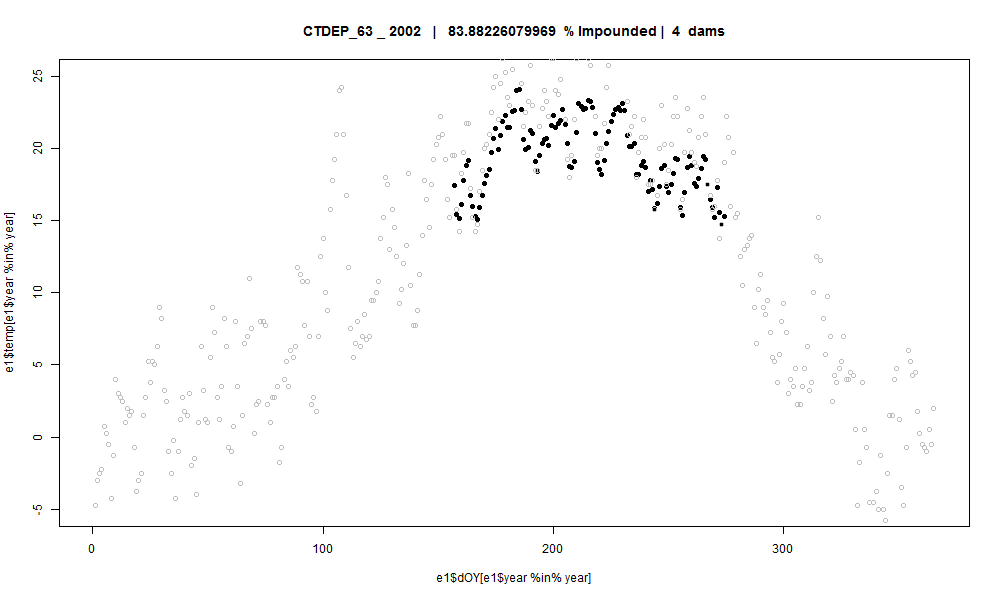 CTDEP_63 _ 2002 | 83.88226079969 % Impounded | 4 dams
e1$temp[e1$year %in% year]
25
20
15
10
5
0
-5
0 100 200 300
e1$dOY[e1$year %in% year]